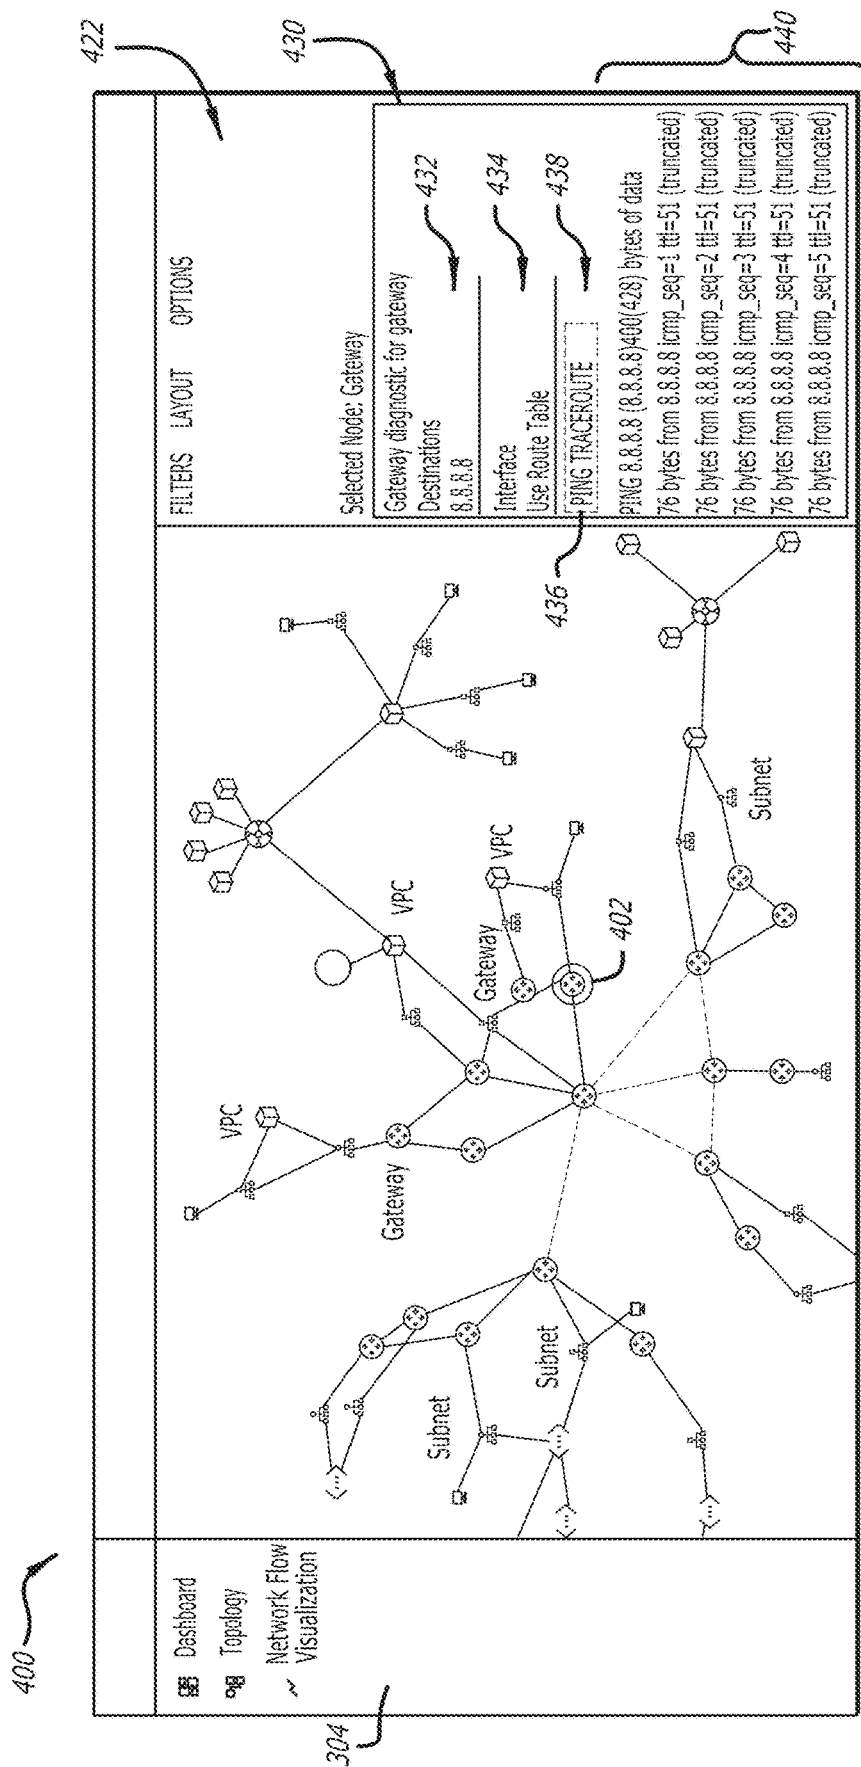 400
422
430
440
304
Dashboard
Topology
Network Flow
Visualization
VPC
Gateway
VPC
Gateway
VPC
402
Subnet
Subnet
Subnet
FILTERS LAYOUT OPTIONS
Selected Node: Gateway
Gateway diagnostic for gateway
Destinations
8.8.8.8
432
Interface
434
Use Route Table
436
PING TRACEROUTE
438
PING 8.8.8.8 (8.8.8.8)400(428) bytes of data
76 bytes from 8.8.8.8 icmp_seq=1 ttl=51 (truncated)
76 bytes from 8.8.8.8 icmp_seq=2 ttl=51 (truncated)
76 bytes from 8.8.8.8 icmp_seq=3 ttl=51 (truncated)
76 bytes from 8.8.8.8 icmp_seq=4 ttl=51 (truncated)
76 bytes from 8.8.8.8 icmp_seq=5 ttl=51 (truncated)